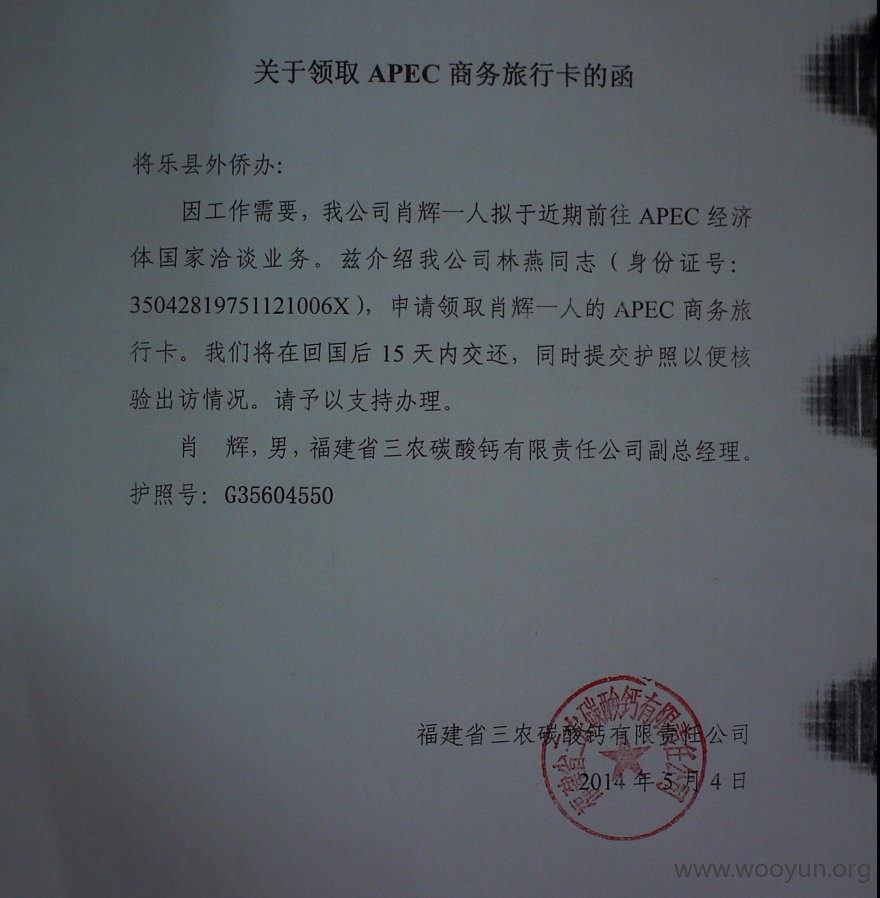 关于领取 APEC 商务旅行卡的函
将乐县外侨办：
因工作需要，我公司肖辉一人拟于近期前往 APEC 经济
体国家洽谈业务。兹介绍我公司林燕同志（身份证号：
35042819751121006X），申请领取肖辉一人的 APEC 商务旅
行卡。我们将在回国后 15 天内交还，同时提交护照以便核
验出访情况。请予以支持办理。
肖　辉，男，福建省三农碳酸钙有限责任公司副总经理。
护照号：G35604550
福建省三农碳酸钙有限责任公司
福建省三农碳酸钙有限责任公司
2014 年 5 月 4 日
www.wooyun.org